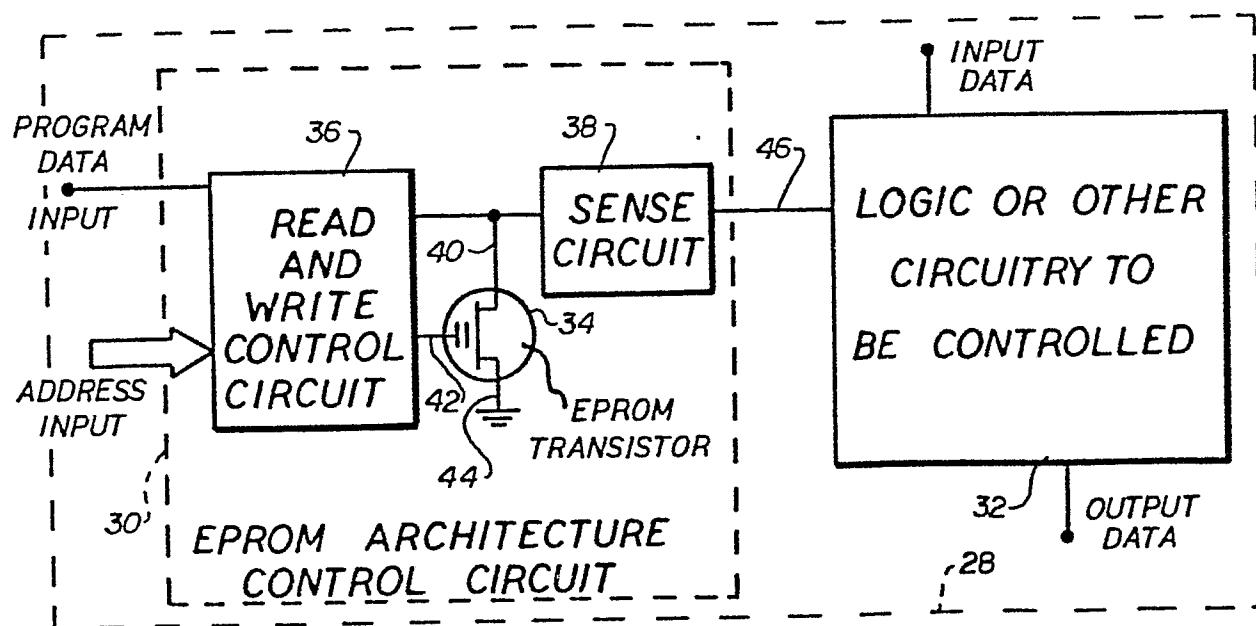 PROGRAM
DATA
INPUT
ADDRESS
INPUT
36
READ
AND
WRITE
CONTROL
CIRCUIT
38
SENSE
CIRCUIT
40
34
42
44
EPROM
TRANSISTOR
30
EPROM ARCHITECTURE
CONTROL CIRCUIT
46
INPUT
DATA
LOGIC OR OTHER
CIRCUITRY TO
BE CONTROLLED
32
OUTPUT
DATA
28